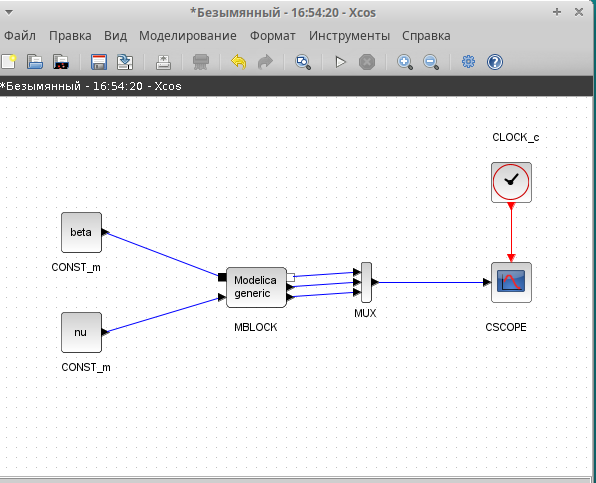 *Безымянный - 16:54:20 - Xcos
Файл Правка Вид Моделирование Формат Инструменты Справка
*Безымянный - 16:54:20 - Xcos
CLOCK_c
beta
CONST_m
Modelica
generic
MBLOCK
MUX
CSCOPE
nu
CONST_m